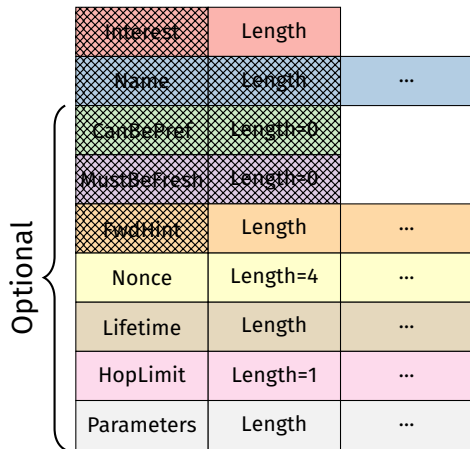 Interest Length
Name Length ...
CanBePref Length=0
MustBeFresh Length=0
FwdHint Length ...
Nonce Length=4 ...
Lifetime Length ...
HopLimit Length=1 ...
Parameters Length ...
Optional